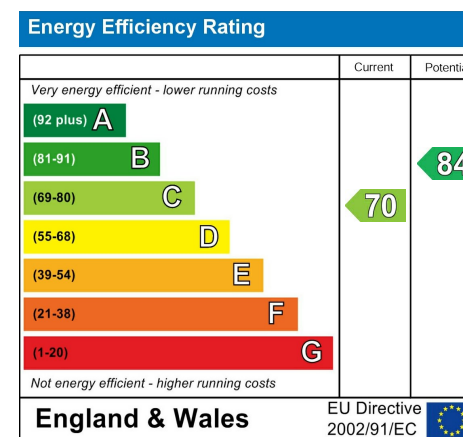 Energy Efficiency Rating
Current Potentia
Very energy efficient - lower running costs
(92 plus) A
(81-91) B
84
(69-80) C
70
(55-68) D
(39-54) E
(21-38) F
(1-20) G
Not energy efficient - higher running costs
England & Wales
EU Directive
2002/91/EC